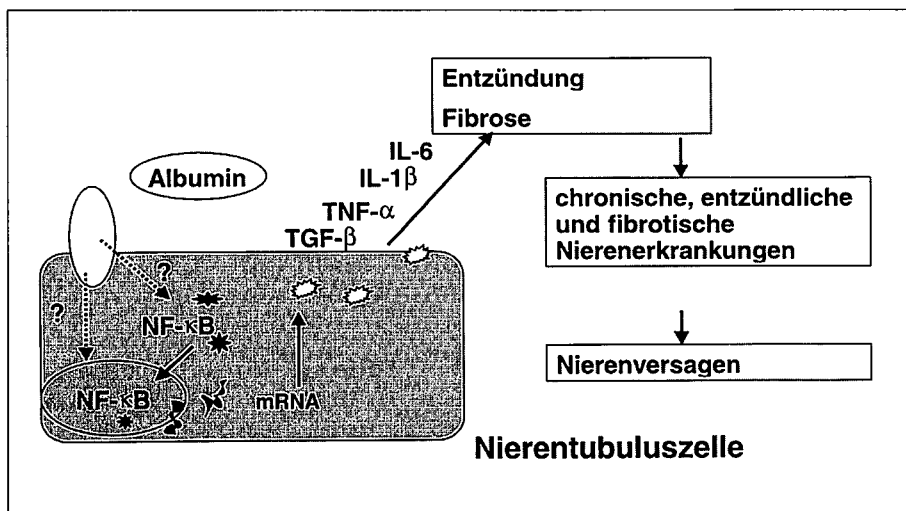 Entzündung
Fibrose
IL-6
IL-1β
TNF-α
TGF-β
Albumin
chronische, entzündliche
und fibrotische
Nierenerkrankungen
?
?
NF-κB
NF-κB
mRNA
Nierenversagen
Nierentubuluszelle